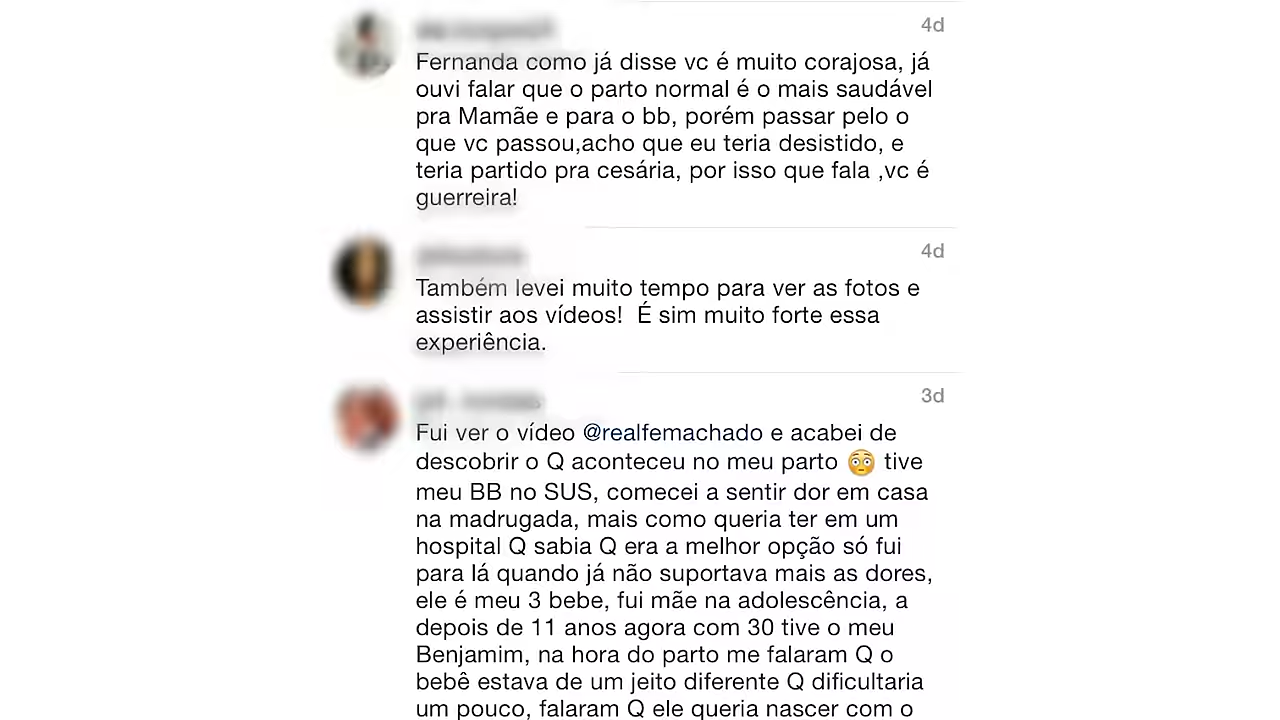 4d
Fernanda como já disse vc é muito corajosa, já
ouvi falar que o parto normal é o mais saudável
pra Mamãe e para o bb, porém passar pelo o
que vc passou,acho que eu teria desistido, e
teria partido pra cesária, por isso que fala ,vc é
guerreira!
4d
Também levei muito tempo para ver as fotos e
assistir aos vídeos!  É sim muito forte essa
experiência.
3d
Fui ver o vídeo @realfemachado e acabei de
descobrir o Q aconteceu no meu parto 😳 tive
meu BB no SUS, comecei a sentir dor em casa
na madrugada, mais como queria ter em um
hospital Q sabia Q era a melhor opção só fui
para lá quando já não suportava mais as dores,
ele é meu 3 bebe, fui mãe na adolescência, a
depois de 11 anos agora com 30 tive o meu
Benjamim, na hora do parto me falaram Q o
bebê estava de um jeito diferente Q dificultaria
um pouco, falaram Q ele queria nascer com o